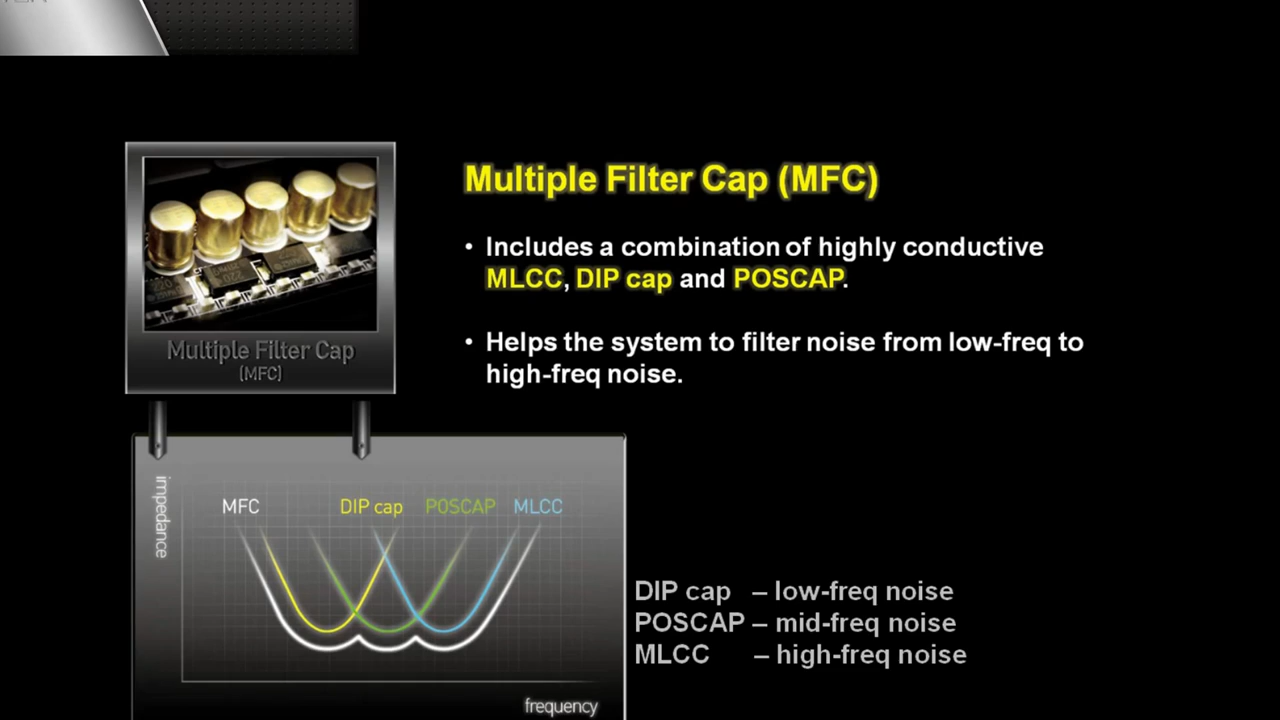 Multiple Filter Cap (MFC)
• Includes a combination of highly conductive
MLCC, DIP cap and POSCAP.
• Helps the system to filter noise from low-freq to
high-freq noise.
Multiple Filter Cap
(MFC)
impedance
MFC
DIP cap
POSCAP
MLCC
frequency
DIP cap – low-freq noise
POSCAP – mid-freq noise
MLCC – high-freq noise